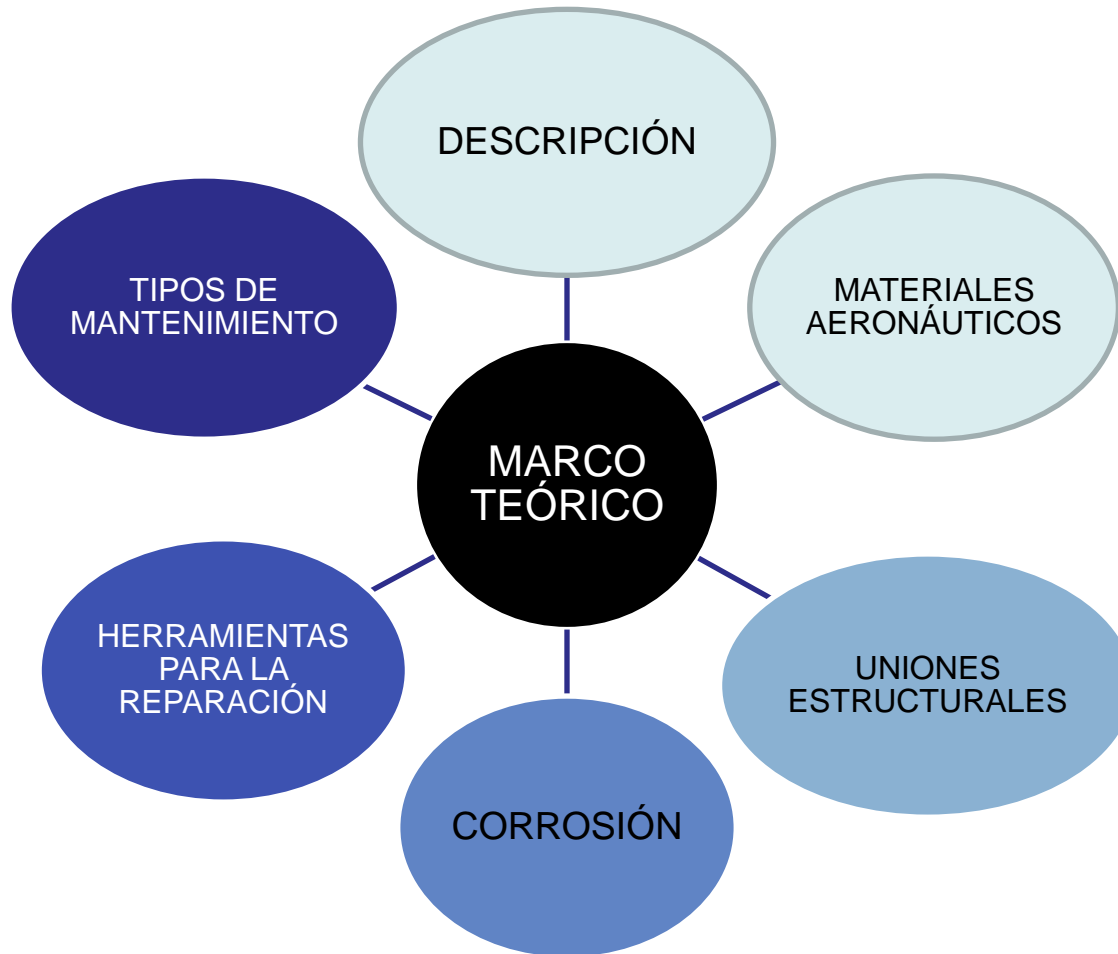 DESCRIPCIÓN
TIPOS DE
MANTENIMIENTO
MATERIALES
AERONÁUTICOS
MARCO
TEÓRICO
HERRAMIENTAS
PARA LA
REPARACIÓN
UNIONES
ESTRUCTURALES
CORROSIÓN